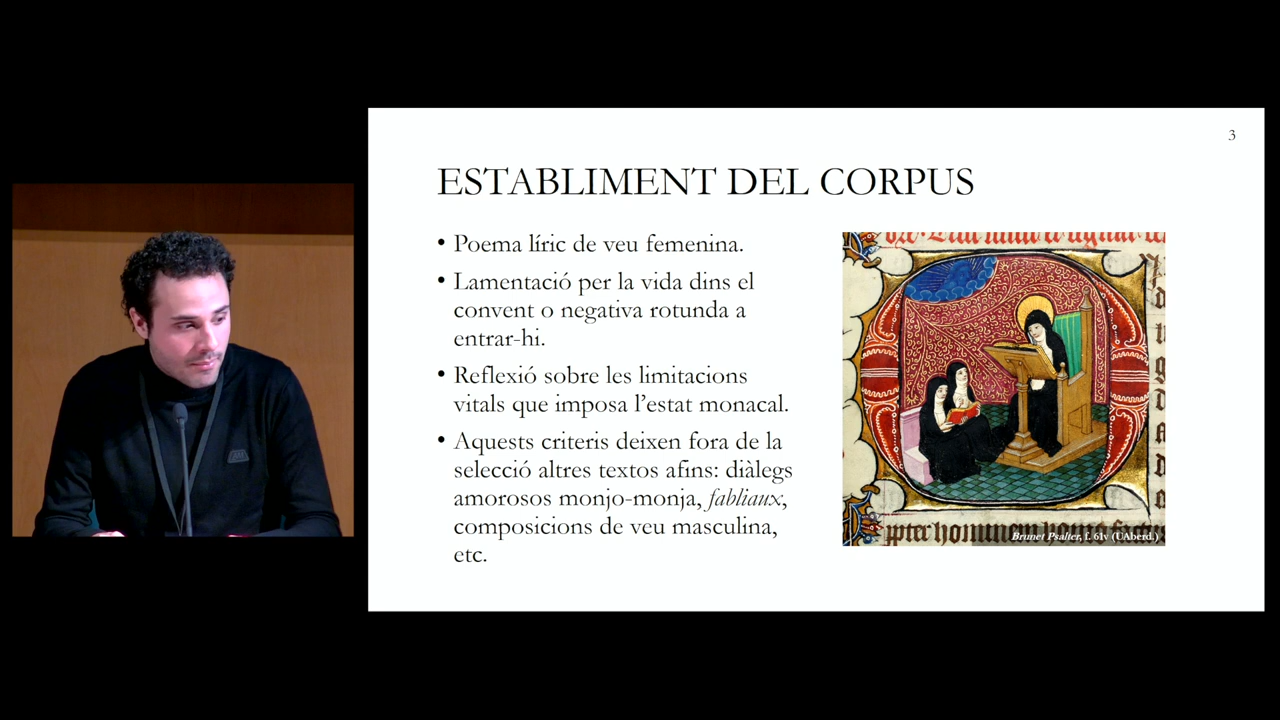 3
ESTABLIMENT DEL CORPUS
• Poema líric de veu femenina.
• Lamentació per la vida dins el
convent o negativa rotunda a
entrar-hi.
• Reflexió sobre les limitacions
vitals que imposa l’estat monacal.
• Aquests criteris deixen fora de la
selecció altres textos afins: diàlegs
amorosos monjo-monja, fabliaux,
composicions de veu masculina,
etc.
Brunet Psalter, f. 61v (UAberd.)